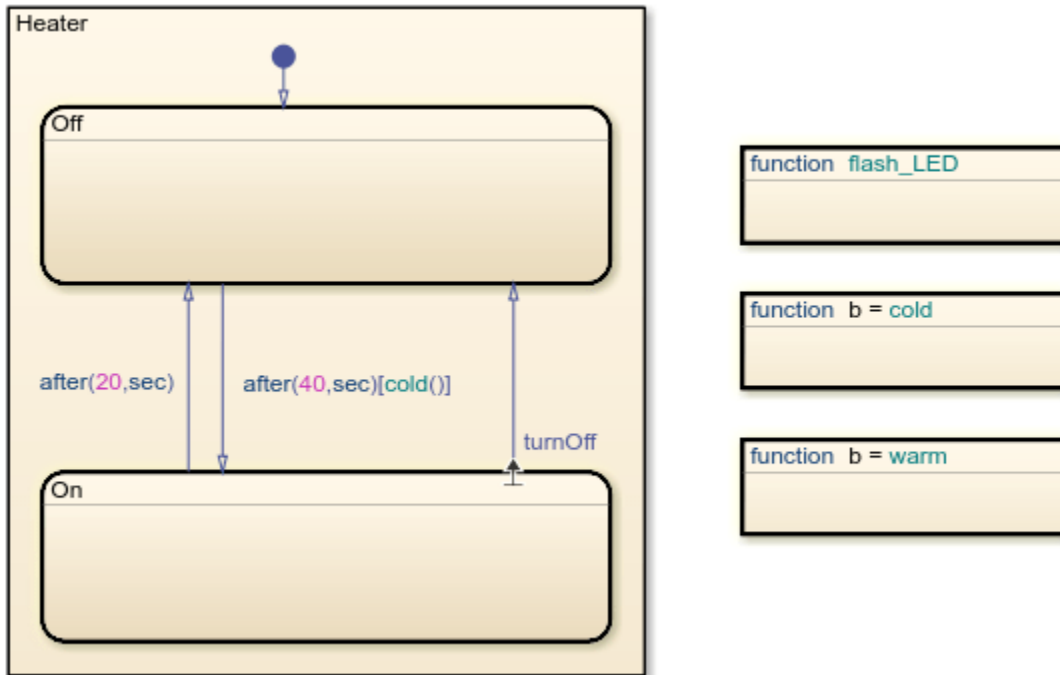 Heater
Off
after(20,sec)
after(40,sec)[cold()]
turnOff
On
function flash_LED
function b = cold
function b = warm